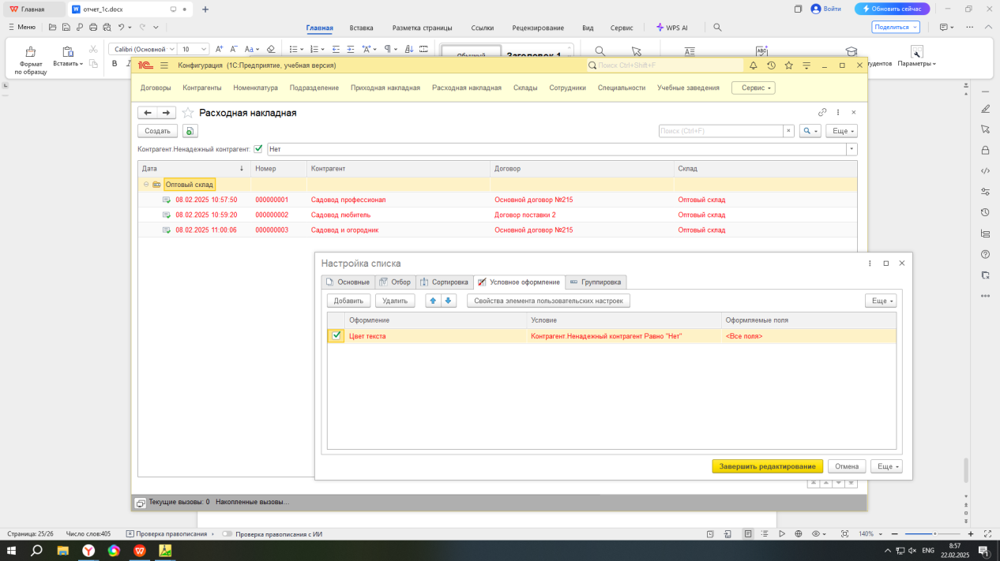 Главная
отчет_1с.docx
Войти
Обновить сейчас
Меню
Главная
Вставка
Разметка страницы
Ссылки
Рецензирование
Вид
Сервис
WPS AI
Поделиться
Формат по образцу
Вставить
Calibri (Основной
10
Обычный
Заголовок 1
Параметры
Конфигурация (1С:Предприятие, учебная версия)
Поиск Ctrl+Shift+F
Договоры
Контрагенты
Номенклатура
Подразделение
Приходная накладная
Расходная накладная
Склады
Сотрудники
Специальности
Учебные заведения
Сервис
Расходная накладная
Создать
Поиск (Ctrl+F)
Еще
Контрагент.Ненадежный контрагент:
Нет
Дата Номер Контрагент Договор Склад
Оптовый склад
08.02.2025 10:57:50 000000001 Садовод профессионал Основной договор №215 Оптовый склад
08.02.2025 10:59:20 000000002 Садовод любитель Договор поставки 2 Оптовый склад
08.02.2025 11:00:06 000000003 Садовод и огородник Основной договор №215 Оптовый склад
Настройка списка
Основные
Отбор
Сортировка
Условное оформление
Группировка
Добавить
Удалить
Свойства элемента пользовательских настроек
Еще
Оформление Условие Оформляемые поля
Цвет текста Контрагент.Ненадежный контрагент Равно "Нет" <Все поля>
Завершить редактирование
Отмена
Еще
Текущие вызовы: 0 Накопленные вызовы...
Страница: 25/26
Число слов:405
Проверка правописания
Проверка правописания с ИИ
140%
ENG
8:57
22.02.2025